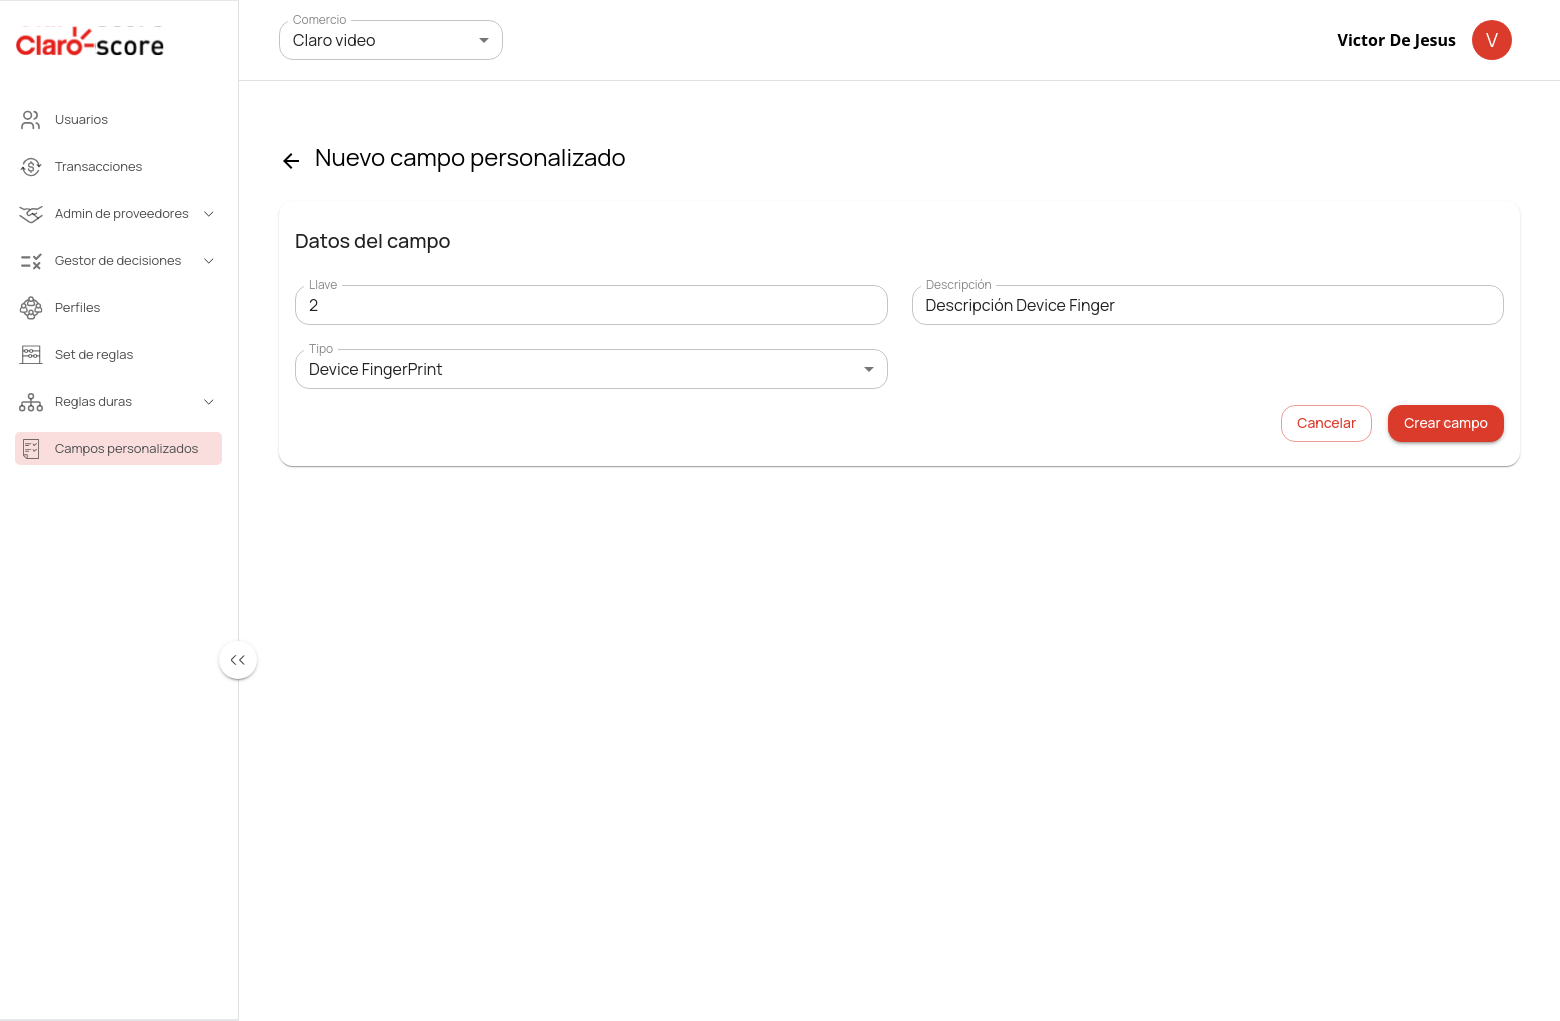 Claro-score
Comercio
Claro video
Victor De Jesus
V
Usuarios
Transacciones
Admin de proveedores
Gestor de decisiones
Perfiles
Set de reglas
Reglas duras
Campos personalizados
Nuevo campo personalizado
Datos del campo
Llave
2
Descripción
Descripción Device Finger
Tipo
Device FingerPrint
Cancelar
Crear campo